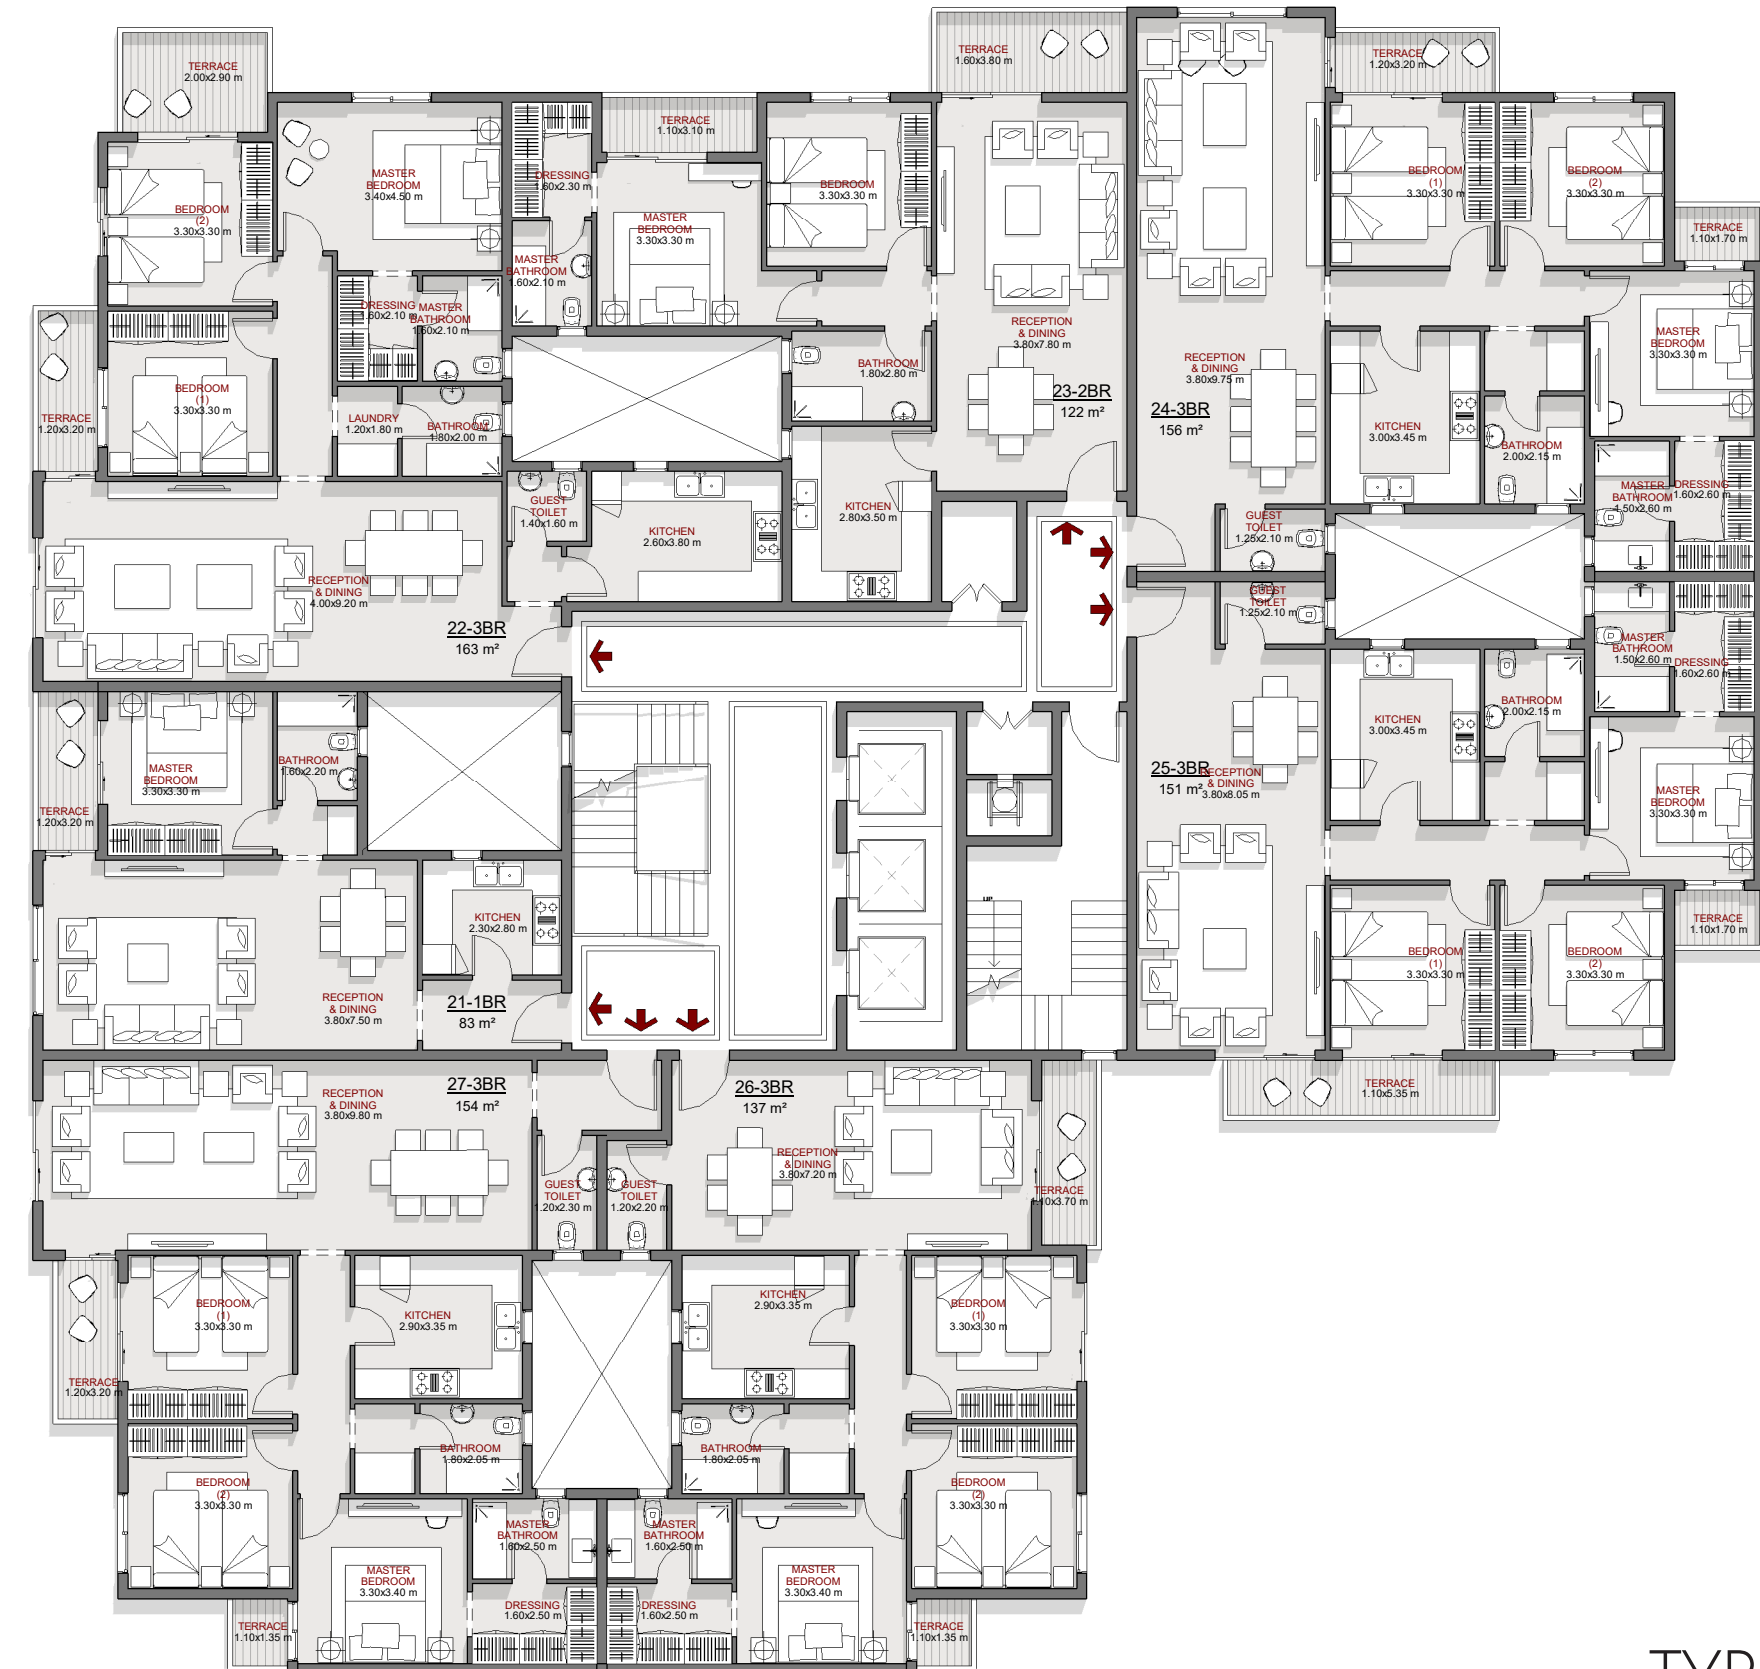 TERRACE
2.00x2.90 m
BEDROOM
(2)
3.30x3.30 m
MASTER
BEDROOM
3.40x4.50 m
DRESSING
1.60x2.30 m
TERRACE
1.10x3.10 m
MASTER
BEDROOM
3.30x3.30 m
BEDROOM
3.30x3.30 m
TERRACE
1.60x3.80 m
TERRACE
1.20x3.20 m
BEDROOM
(1)
3.30x3.30 m
BEDROOM
(2)
3.30x3.30 m
TERRACE
1.10x1.70 m
MASTER
BATHROOM
1.60x2.10 m
DRESSING
1.60x2.10 m
MASTER
BATHROOM
1.60x2.10 m
RECEPTION
& DINING
3.80x7.80 m
23-2BR
122 m²
RECEPTION
& DINING
3.80x9.75 m
24-3BR
156 m²
MASTER
BEDROOM
3.30x3.30 m
BATHROOM
1.80x2.80 m
BEDROOM
(1)
3.30x3.30 m
TERRACE
1.20x3.20 m
LAUNDRY
1.20x1.80 m
BATHROOM
1.80x2.00 m
KITCHEN
3.00x3.45 m
BATHROOM
2.00x2.15 m
MASTER
BATHROOM
1.50x2.60 m
DRESSING
1.60x2.60 m
GUEST
TOILET
1.40x1.60 m
KITCHEN
2.60x3.80 m
KITCHEN
2.80x3.50 m
GUEST
TOILET
1.25x2.10 m
RECEPTION
& DINING
4.00x9.20 m
22-3BR
163 m²
GUEST
TOILET
1.25x2.10 m
MASTER
BATHROOM
1.50x2.60 m
DRESSING
1.60x2.60 m
BATHROOM
2.00x2.15 m
KITCHEN
3.00x3.45 m
25-3BR
151 m²
RECEPTION
& DINING
3.80x8.05 m
MASTER
BEDROOM
3.30x3.30 m
BATHROOM
1.60x2.20 m
MASTER
BEDROOM
3.30x3.30 m
TERRACE
1.20x3.20 m
KITCHEN
2.30x2.80 m
UP
BEDROOM
(1)
3.30x3.30 m
BEDROOM
(2)
3.30x3.30 m
TERRACE
1.10x1.70 m
RECEPTION
& DINING
3.80x7.50 m
21-1BR
83 m²
TERRACE
1.10x5.35 m
RECEPTION
& DINING
3.80x9.80 m
27-3BR
154 m²
26-3BR
137 m²
RECEPTION
& DINING
3.80x7.20 m
GUEST
TOILET
1.20x2.30 m
GUEST
TOILET
1.20x2.20 m
TERRACE
1.10x3.70 m
BEDROOM
(1)
3.30x3.30 m
KITCHEN
2.90x3.35 m
KITCHEN
2.90x3.35 m
BEDROOM
(1)
3.30x3.30 m
TERRACE
1.20x3.20 m
BATHROOM
1.80x2.05 m
BATHROOM
1.80x2.05 m
BEDROOM
(2)
3.30x3.30 m
BEDROOM
(2)
3.30x3.30 m
MASTER
BATHROOM
1.60x2.50 m
MASTER
BATHROOM
1.60x2.50 m
MASTER
BEDROOM
3.30x3.40 m
MASTER
BEDROOM
3.30x3.40 m
DRESSING
1.60x2.50 m
DRESSING
1.60x2.50 m
TERRACE
1.10x1.35 m
TERRACE
1.10x1.35 m